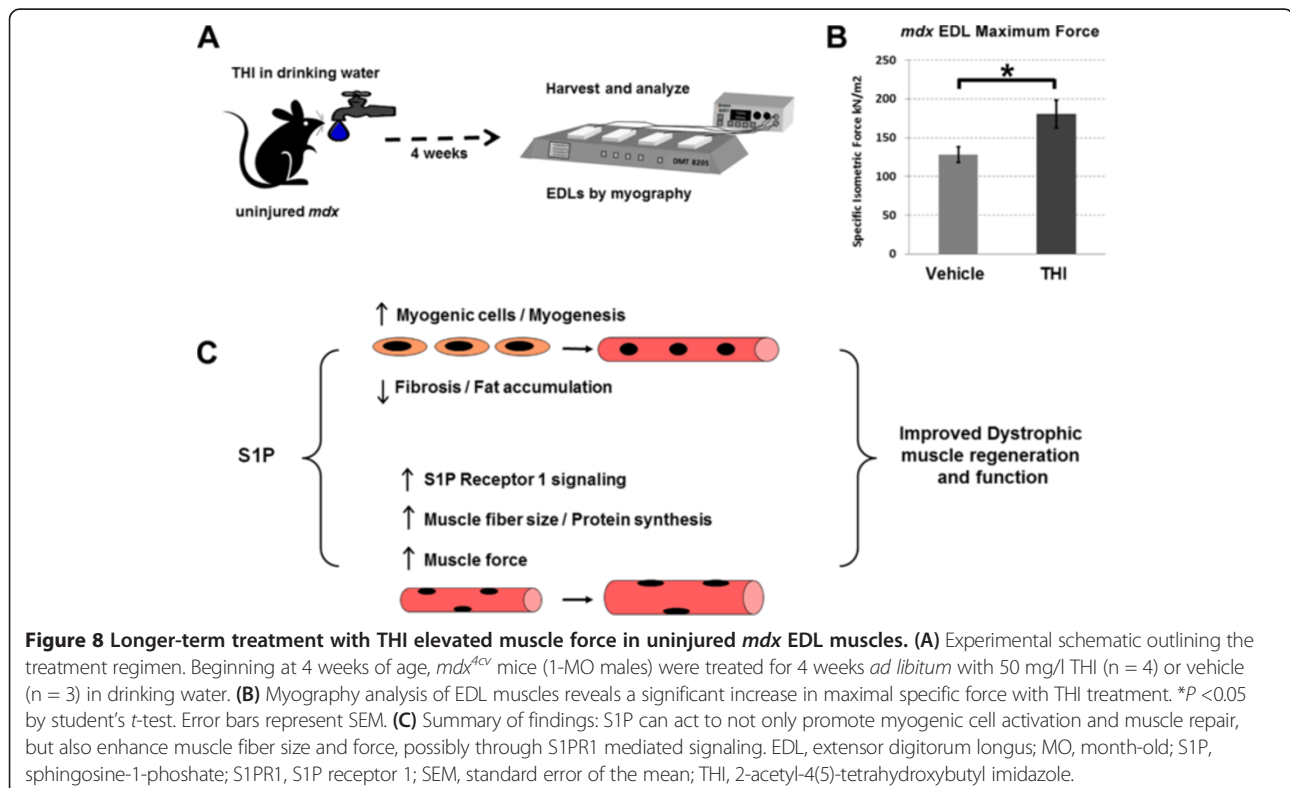 A
THI in drinking water
4 weeks
uninjured mdx
Harvest and analyze
DMT 820S
EDLs by myography
B
mdx EDL Maximum Force
Specific Isometric Force kN/m2
250
200
150
100
50
0
*
Vehicle
THI
C
S1P
↑ Myogenic cells / Myogenesis
↓ Fibrosis / Fat accumulation
↑ S1P Receptor 1 signaling
↑ Muscle fiber size / Protein synthesis
↑ Muscle force
Improved Dystrophic
muscle regeneration
and function
Figure 8 Longer-term treatment with THI elevated muscle force in uninjured mdx EDL muscles. (A) Experimental schematic outlining the
treatment regimen. Beginning at 4 weeks of age, mdx4cv mice (1-MO males) were treated for 4 weeks ad libitum with 50 mg/l THI (n = 4) or vehicle
(n = 3) in drinking water. (B) Myography analysis of EDL muscles reveals a significant increase in maximal specific force with THI treatment. *P <0.05
by student's t-test. Error bars represent SEM. (C) Summary of findings: S1P can act to not only promote myogenic cell activation and muscle repair,
but also enhance muscle fiber size and force, possibly through S1PR1 mediated signaling. EDL, extensor digitorum longus; MO, month-old; S1P,
sphingosine-1-phoshate; S1PR1, S1P receptor 1; SEM, standard error of the mean; THI, 2-acetyl-4(5)-tetrahydroxybutyl imidazole.